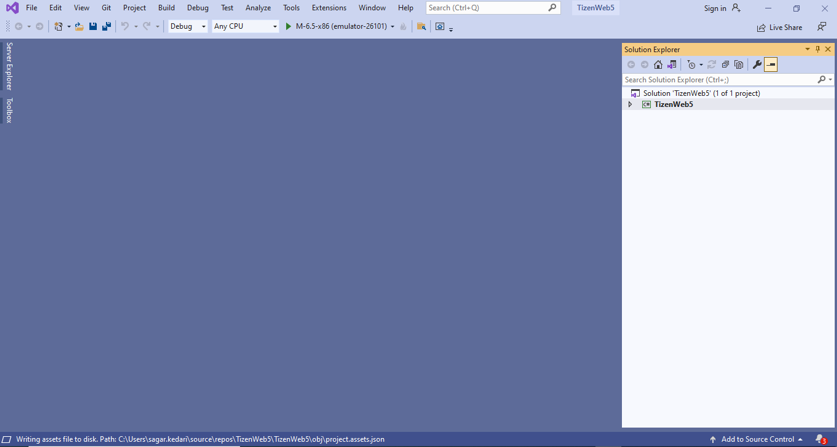 File Edit View Git Project Build Debug Test Analyze Tools Extensions Window Help Search (Ctrl+Q) TizenWeb5 Sign in
Debug Any CPU M-6.5-x86 (emulator-26101) Live Share
Server Explorer
Toolbox
Solution Explorer
Search Solution Explorer (Ctrl+;)
Solution 'TizenWeb5' (1 of 1 project)
C# TizenWeb5
Writing assets file to disk. Path: C:\Users\sagar.kedari\source\repos\TizenWeb5\TizenWeb5\obj\project.assets.json Add to Source Control 3